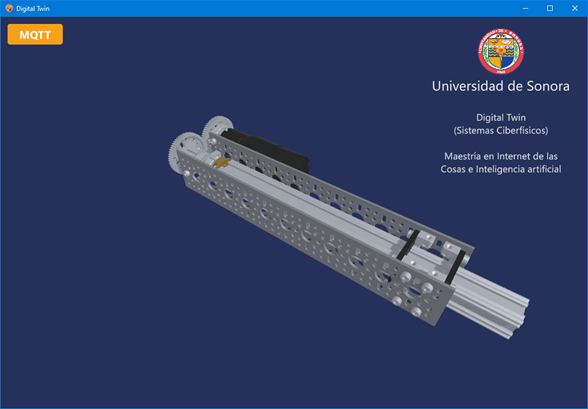 Digital Twin
MQTT
Universidad de Sonora
Digital Twin
(Sistemas Ciberfísicos)
Maestría en Internet de las
Cosas e Inteligencia artificial